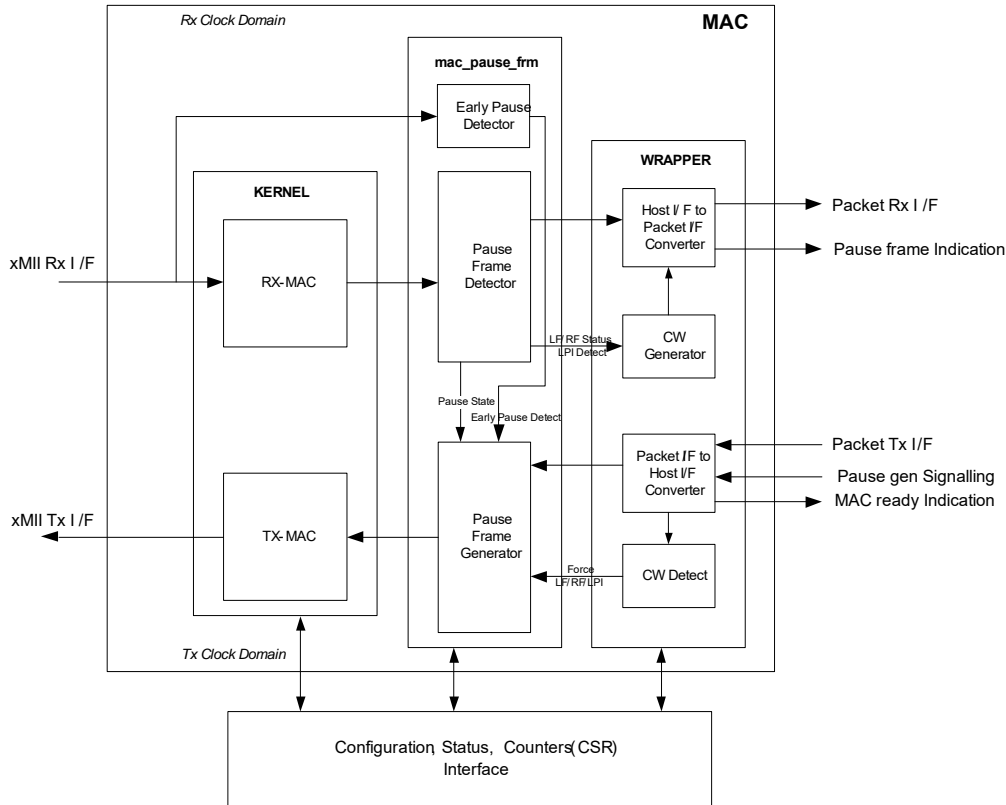 Rx Clock Domain
MAC
mac_pause_frm
Early Pause
Detector
WRAPPER
KERNEL
Host I/ F to
Packet I/F
Converter
Packet Rx I /F
Pause frame Indication
xMII Rx I /F
RX- MAC
Pause
Frame
Detector
LF/ RF Status
LPI Detect
CW
Generator
Pause State
Early Pause Detect
Packet I/F to
Host I/F
Converter
Packet Tx I/F
Pause gen Signalling
MAC ready Indication
xMII Tx I /F
TX- MAC
Pause
Frame
Generator
Force
LF/ RF/ LPI
CW Detect
Tx Clock Domain
Configuration, Status, Counters(CSR)
Interface